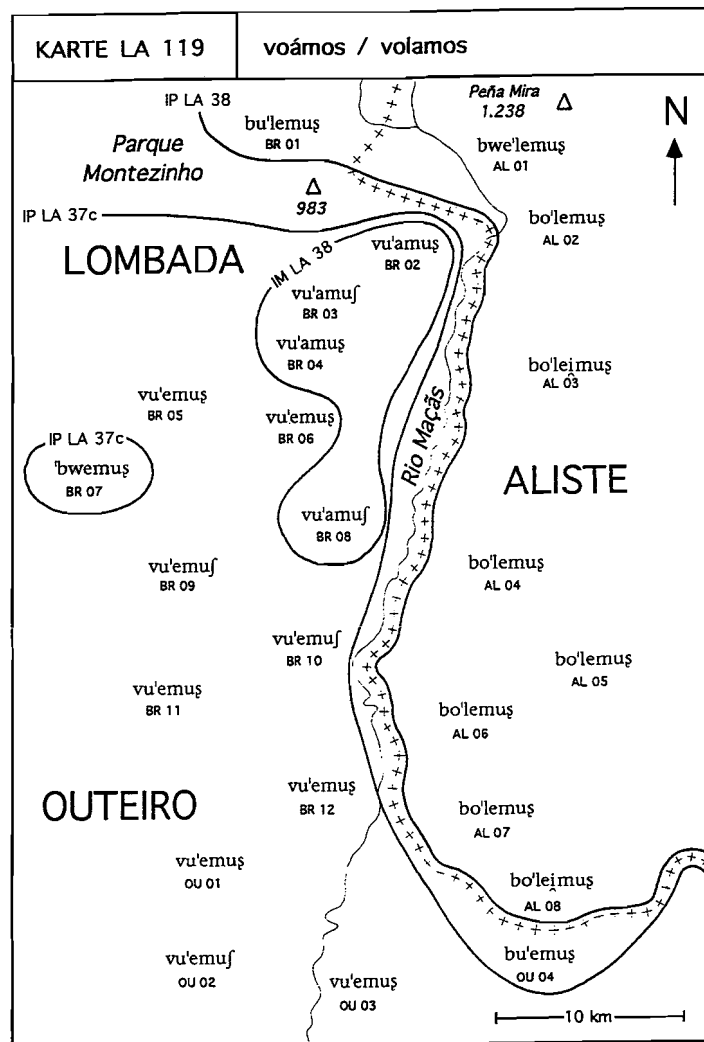 KARTE LA 119
voámos / volamos
IP LA 38
Peña Mira
1.238
N
bu'lemuş
BR 01
Parque
Montezinho
bwe'lemuş
AL 01
983
IP LA 37c
bo'lemuş
AL 02
LOMBADA
vu'amuş
BR 02
IM LA 38
vu'amuʃ
BR 03
vu'amuş
BR 04
bo'lei̯muş
AL 03
vu'emuş
BR 05
vu'emuş
BR 06
Rio Maçãs
IP LA 37c
'bwemuş
BR 07
ALISTE
vu'amuʃ
BR 08
vu'emuʃ
BR 09
bo'lemuş
AL 04
vu'emuʃ
BR 10
bo'lemuş
AL 05
vu'emuş
BR 11
bo'lemuş
AL 06
OUTEIRO
vu'emuş
BR 12
bo'lemuş
AL 07
vu'emuş
OU 01
bo'lei̯muş
AL 08
vu'emuʃ
OU 02
bu'emuş
OU 04
vu'emuş
OU 03
10 km